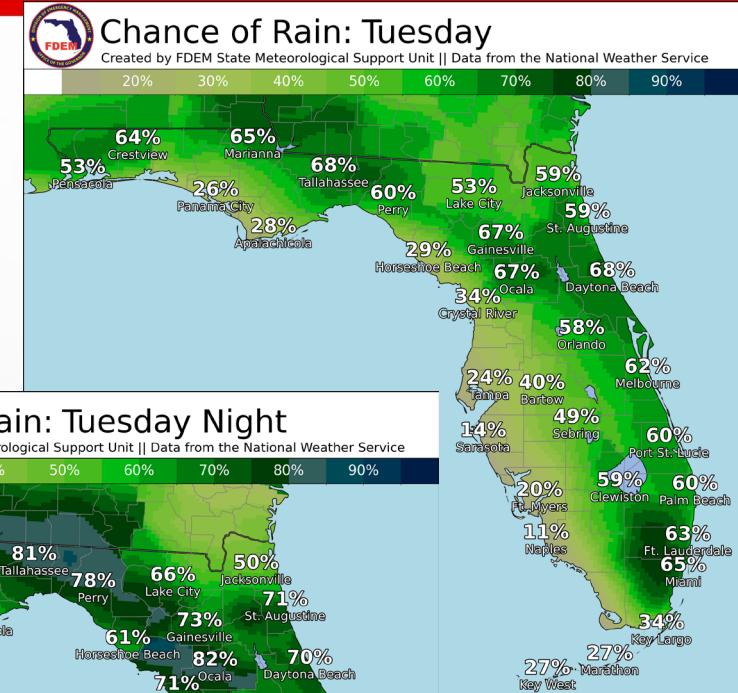 FDEM
Chance of Rain: Tuesday
Created by FDEM State Meteorological Support Unit || Data from the National Weather Service
20% 30% 40% 50% 60% 70% 80% 90%
64%
Crestview
65%
Marianna
53%
Pensacola
68%
Tallahassee
59%
Jacksonville
26%
Panama City
60%
Perry
53%
Lake City
59%
St. Augustine
28%
Apalachicola
67%
Gainesville
29%
Horseshoe Beach
67%
Ocala
68%
Daytona Beach
34%
Crystal River
58%
Orlando
62%
Melbourne
24%
Tampa
40%
Bartow
49%
Sebring
14%
Sarasota
60%
Port St. Lucie
59%
Clewiston
60%
Palm Beach
20%
Ft. Myers
11%
Naples
63%
Ft. Lauderdale
65%
Miami
34%
Key Largo
27%
Marathon
27%
Key West
ain: Tuesday Night
ological Support Unit || Data from the National Weather Service
% 50% 60% 70% 80% 90%
81%
Tallahassee
50%
Jacksonville
78%
Perry
66%
Lake City
71%
St. Augustine
73%
Gainesville
la
61%
Horseshoe Beach
82%
Ocala
70%
Daytona Beach
71%